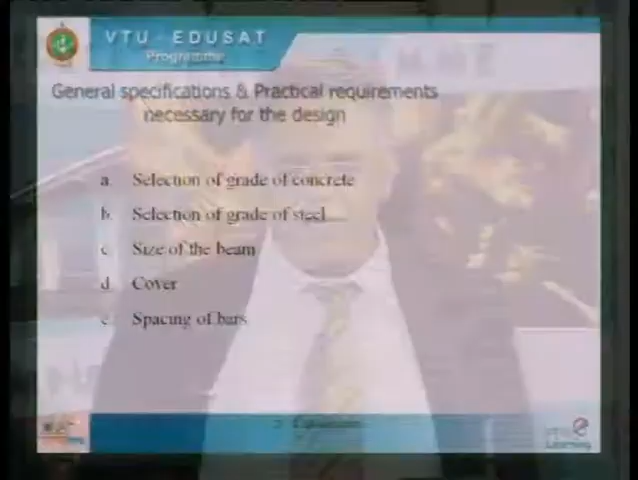 VTU - EDUSAT
Programme
General specifications & Practical requirements
necessary for the design
a. Selection of grade of concrete
b. Selection of grade of steel
c. Size of the beam
d. Cover
e. Spacing of bars
Learning